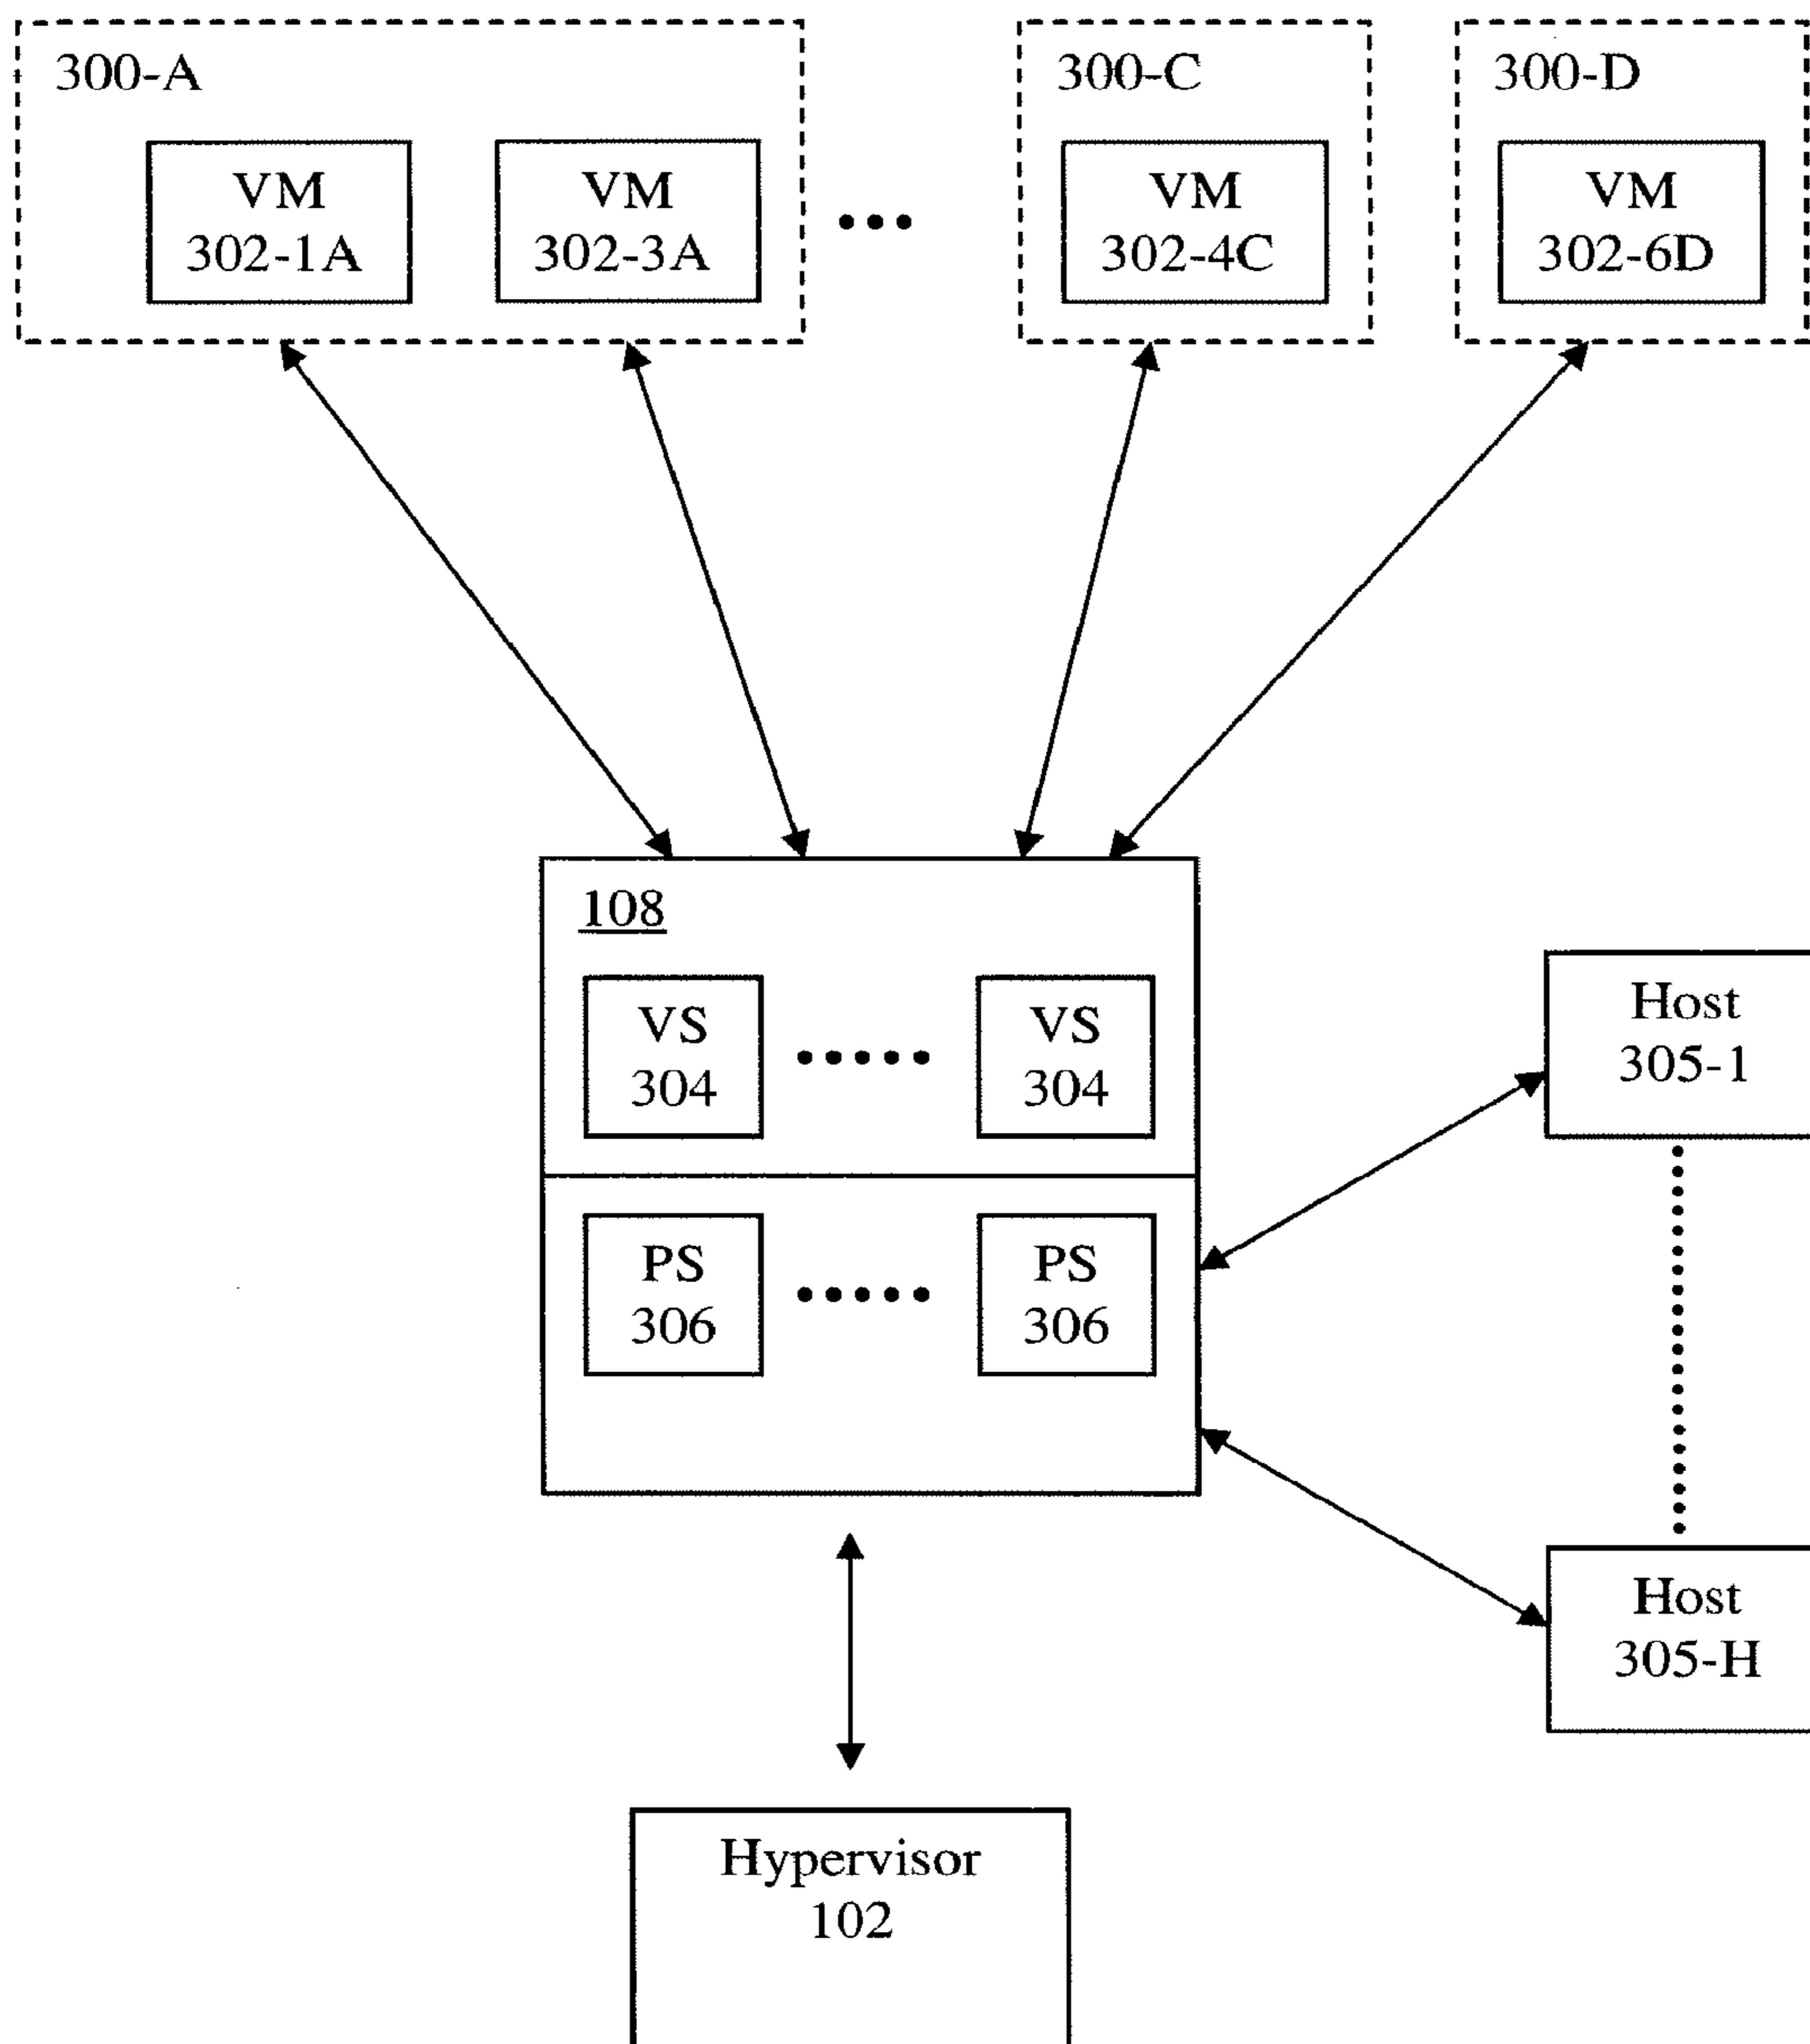 300-A
300-C
300-D
VM
302-1A
VM
302-3A
VM
302-4C
VM
302-6D
108
VS
304
VS
304
Host
305-1
PS
306
PS
306
Host
305-H
Hypervisor
102